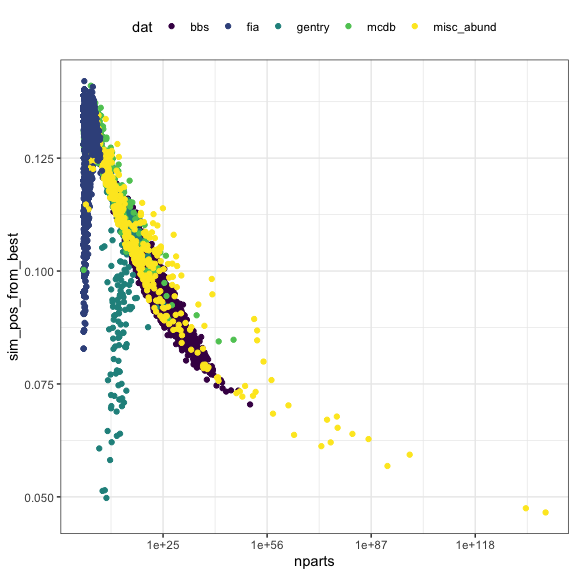 dat bbs fia gentry mcdb misc_abund
sim_pos_from_best
0.125
0.100
0.075
0.050
1e+25 1e+56 1e+87 1e+118
nparts